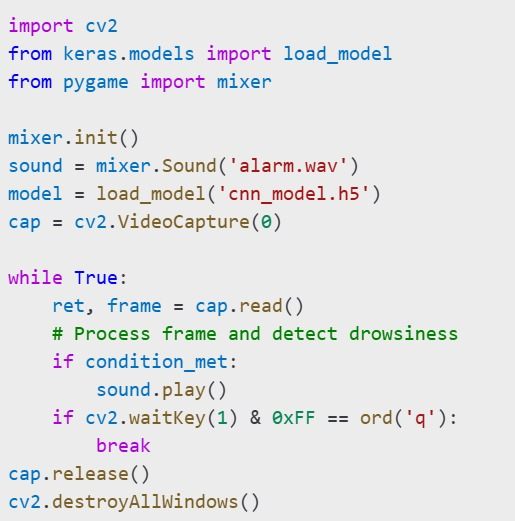 import cv2
from keras.models import load_model
from pygame import mixer

mixer.init()
sound = mixer.Sound('alarm.wav')
model = load_model('cnn_model.h5')
cap = cv2.VideoCapture(0)

while True:
    ret, frame = cap.read()
    # Process frame and detect drowsiness
    if condition_met:
        sound.play()
    if cv2.waitKey(1) & 0xFF == ord('q'):
        break
cap.release()
cv2.destroyAllWindows()